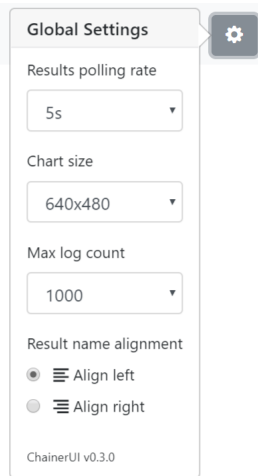 Global Settings
Results polling rate
5s
Chart size
640x480
Max log count
1000
Result name alignment
Align left
Align right
ChainerUI v0.3.0